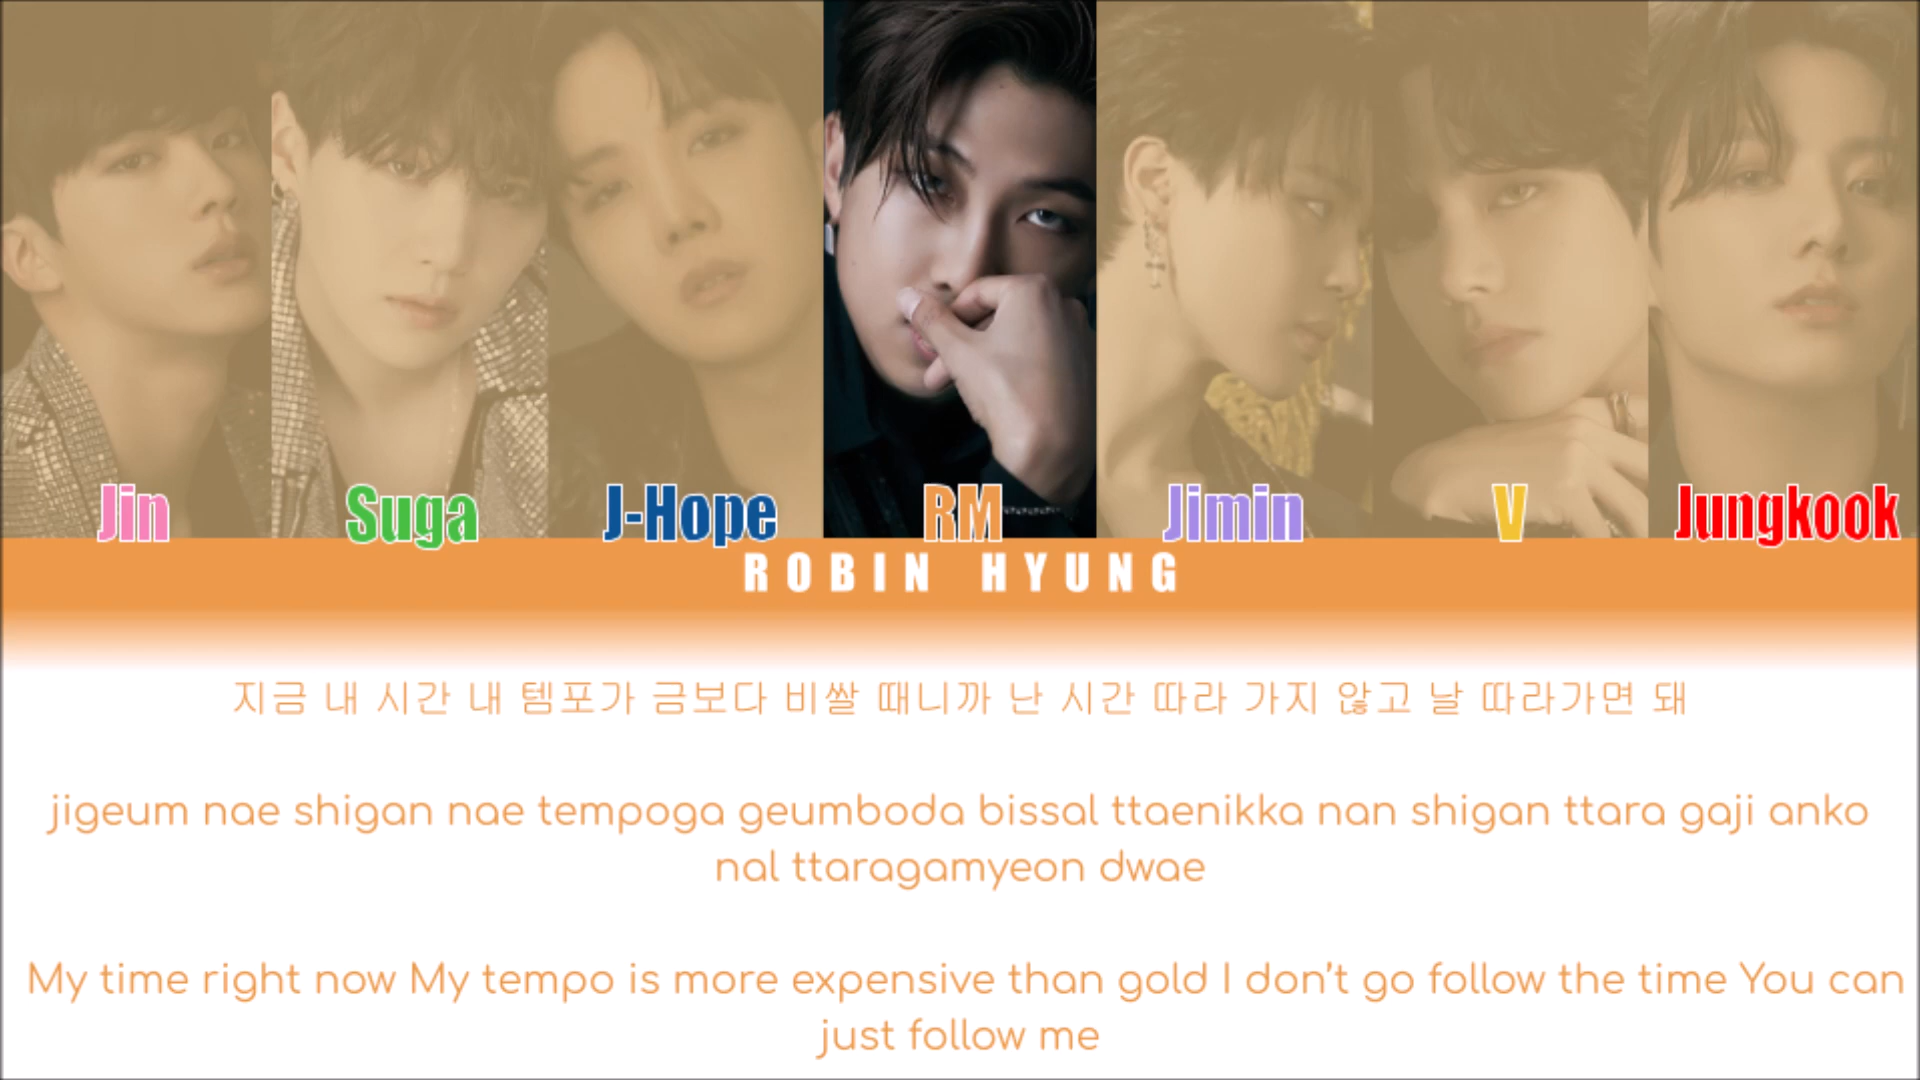 Jin Suga J-Hope RM Jimin V Jungkook
ROBIN HYUNG
지금 내 시간 내 템포가 금보다 비쌀 때니까 난 시간 따라 가지 않고 날 따라가면 돼
jigeum nae shigan nae tempoga geumboda bissal ttaenikka nan shigan ttara gaji anko
nal ttaragamyeon dwae
My time right now My tempo is more expensive than gold I don't go follow the time You can
just follow me